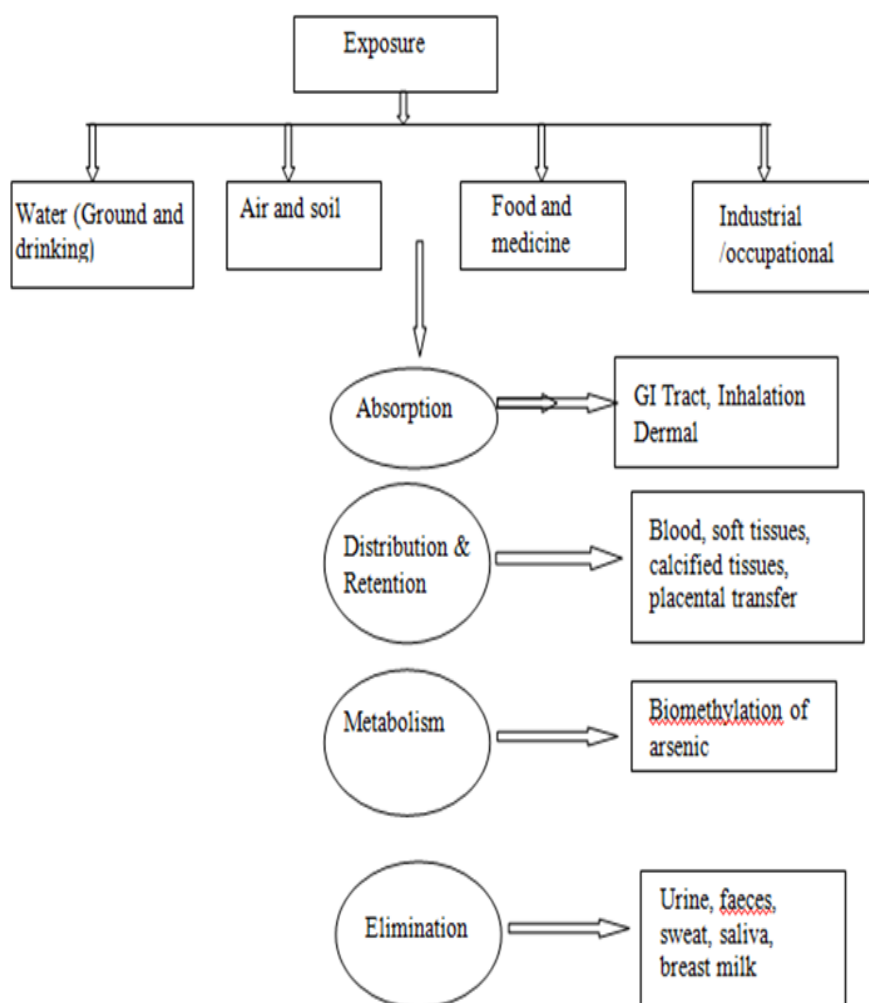 Exposure
Water (Ground and
drinking)
Air and soil
Food and
medicine
Industrial
/occupational
Absorption
GI Tract, Inhalation
Dermal
Distribution &
Retention
Blood, soft tissues,
calcified tissues,
placental transfer
Metabolism
Biomethylation of
arsenic
Elimination
Urine, faeces,
sweat, saliva,
breast milk